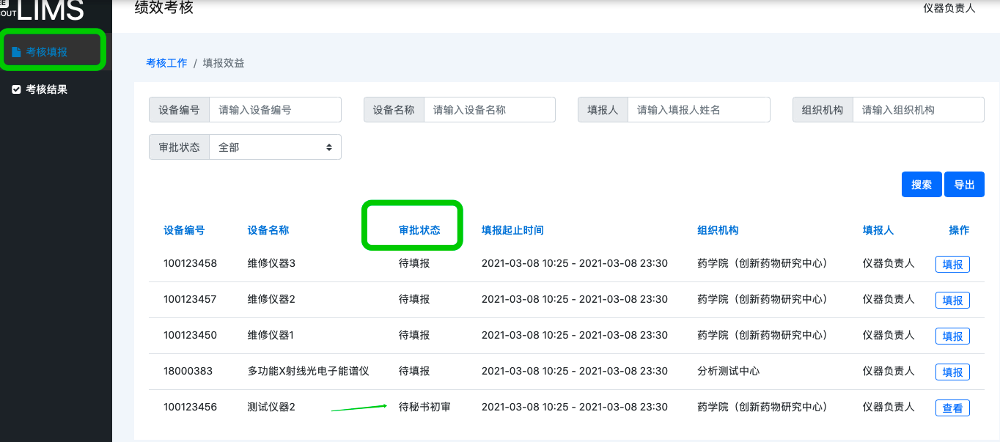 OUT LIMS
绩效考核
仪器负责人
考核填报
考核结果
考核工作 / 填报效益
设备编号 请输入设备编号 设备名称 请输入设备名称 填报人 请输入填报人姓名 组织机构 请输入组织机构
审批状态 全部
搜索 导出
设备编号 设备名称 审批状态 填报起止时间 组织机构 填报人 操作
100123458 维修仪器3 待填报 2021-03-08 10:25 - 2021-03-08 23:30 药学院（创新药物研究中心） 仪器负责人 填报
100123457 维修仪器2 待填报 2021-03-08 10:25 - 2021-03-08 23:30 药学院（创新药物研究中心） 仪器负责人 填报
100123450 维修仪器1 待填报 2021-03-08 10:25 - 2021-03-08 23:30 药学院（创新药物研究中心） 仪器负责人 填报
18000383 多功能X射线光电子能谱仪 待填报 2021-03-08 10:25 - 2021-03-08 23:30 分析测试中心 仪器负责人 填报
100123456 测试仪器2 待秘书初审 2021-03-08 10:25 - 2021-03-08 23:30 药学院（创新药物研究中心） 仪器负责人 查看